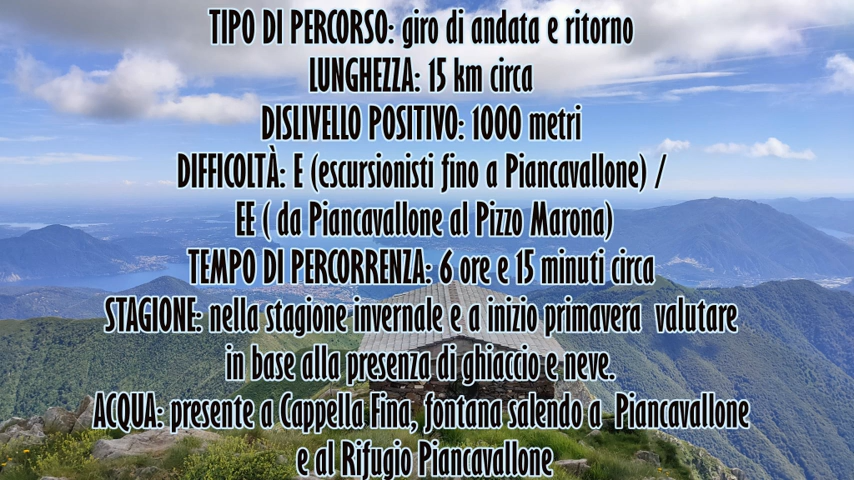 TIPO DI PERCORSO: giro di andata e ritorno
LUNGHEZZA: 15 km circa
DISLIVELLO POSITIVO: 1000 metri
DIFFICOLTÀ: E (escursionisti fino a Piancavallone) /
EE ( da Piancavallone al Pizzo Marona)
TEMPO DI PERCORRENZA: 6 ore e 15 minuti circa
STAGIONE: nella stagione invernale e a inizio primavera valutare
in base alla presenza di ghiaccio e neve.
ACQUA: presente a Cappella Fina, fontana salendo a Piancavallone
e al Rifugio Piancavallone